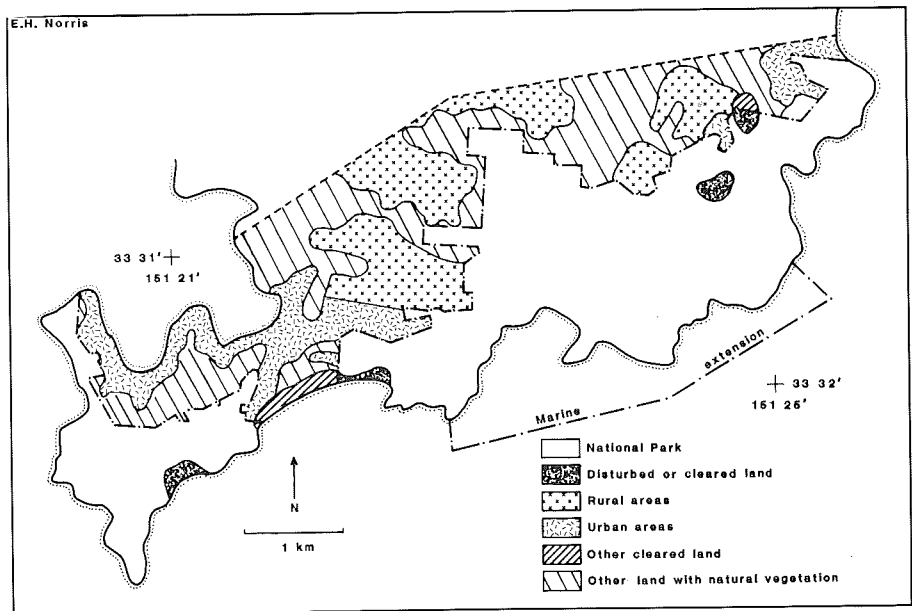 E.H. Norris
33 31'
151 21'
extension
Marine
33 32'
151 25'
National Park
Disturbed or cleared land
Rural areas
Urban areas
Other cleared land
Other land with natural vegetation
N
1 km